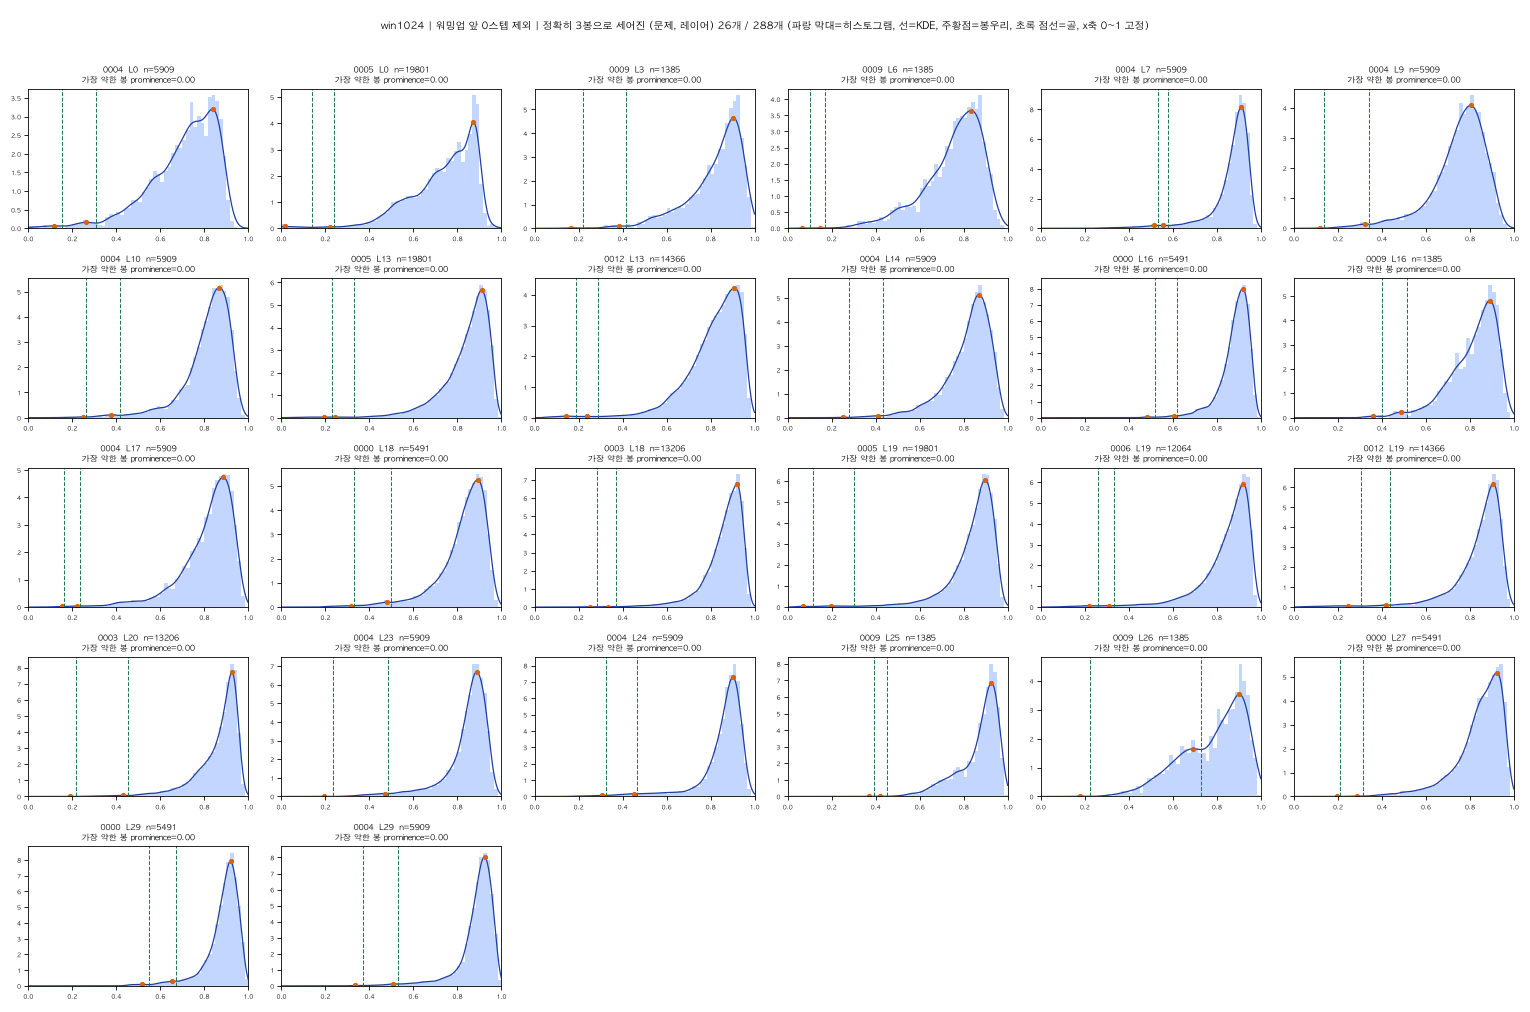 win1024 | 워밍업 앞 0스텝 제외 | 정확히 3봉으로 세어진 (문제, 레이어) 26개 / 288개 (파랑 막대=히스토그램, 선=KDE, 주황점=봉우리, 초록 점선=골, x축 0~1 고정)
0004 L0 n=5909
가장 약한 봉 prominence=0.00
0005 L0 n=19801
가장 약한 봉 prominence=0.00
0009 L3 n=1385
가장 약한 봉 prominence=0.00
0009 L6 n=1385
가장 약한 봉 prominence=0.00
0004 L7 n=5909
가장 약한 봉 prominence=0.00
0004 L9 n=5909
가장 약한 봉 prominence=0.00
0004 L10 n=5909
가장 약한 봉 prominence=0.00
0005 L13 n=19801
가장 약한 봉 prominence=0.00
0012 L13 n=14366
가장 약한 봉 prominence=0.00
0004 L14 n=5909
가장 약한 봉 prominence=0.00
0000 L16 n=5491
가장 약한 봉 prominence=0.00
0009 L16 n=1385
가장 약한 봉 prominence=0.00
0004 L17 n=5909
가장 약한 봉 prominence=0.00
0000 L18 n=5491
가장 약한 봉 prominence=0.00
0003 L18 n=13206
가장 약한 봉 prominence=0.00
0005 L19 n=19801
가장 약한 봉 prominence=0.00
0006 L19 n=12064
가장 약한 봉 prominence=0.00
0012 L19 n=14366
가장 약한 봉 prominence=0.00
0003 L20 n=13206
가장 약한 봉 prominence=0.00
0004 L23 n=5909
가장 약한 봉 prominence=0.00
0004 L24 n=5909
가장 약한 봉 prominence=0.00
0009 L25 n=1385
가장 약한 봉 prominence=0.00
0009 L26 n=1385
가장 약한 봉 prominence=0.00
0000 L27 n=5491
가장 약한 봉 prominence=0.00
0000 L29 n=5491
가장 약한 봉 prominence=0.00
0004 L29 n=5909
가장 약한 봉 prominence=0.00